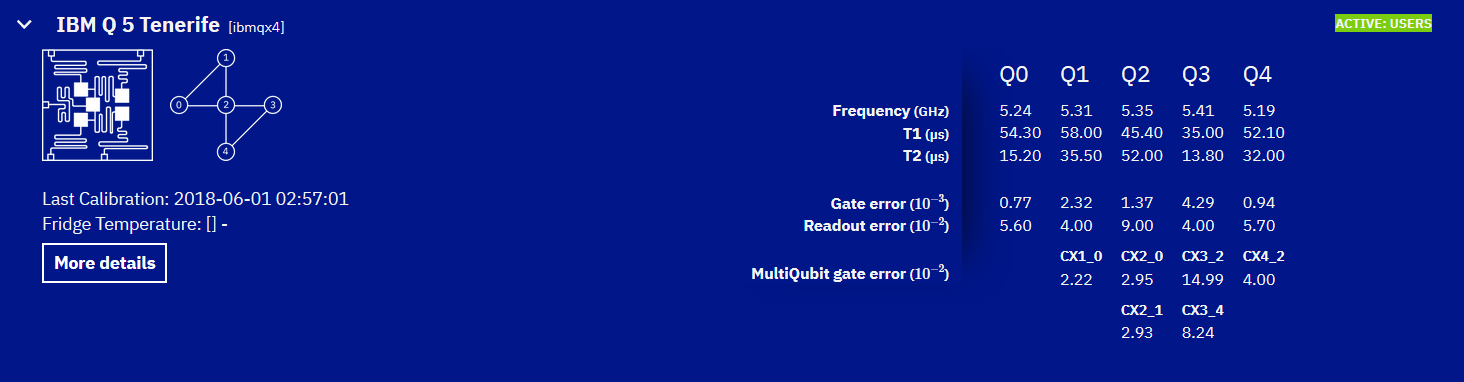 IBM Q 5 Tenerife [ibmqx4]
ACTIVE: USERS
1
0 2 3
4
Last Calibration: 2018-06-01 02:57:01
Fridge Temperature: [] -
More details
Q0 Q1 Q2 Q3 Q4
Frequency (GHz) 5.24 5.31 5.35 5.41 5.19
T1 (µs) 54.30 58.00 45.40 35.00 52.10
T2 (µs) 15.20 35.50 52.00 13.80 32.00
Gate error (10⁻³) 0.77 2.32 1.37 4.29 0.94
Readout error (10⁻²) 5.60 4.00 9.00 4.00 5.70
CX1_0 CX2_0 CX3_2 CX4_2
MultiQubit gate error (10⁻²) 2.22 2.95 14.99 4.00
CX2_1 CX3_4
2.93 8.24